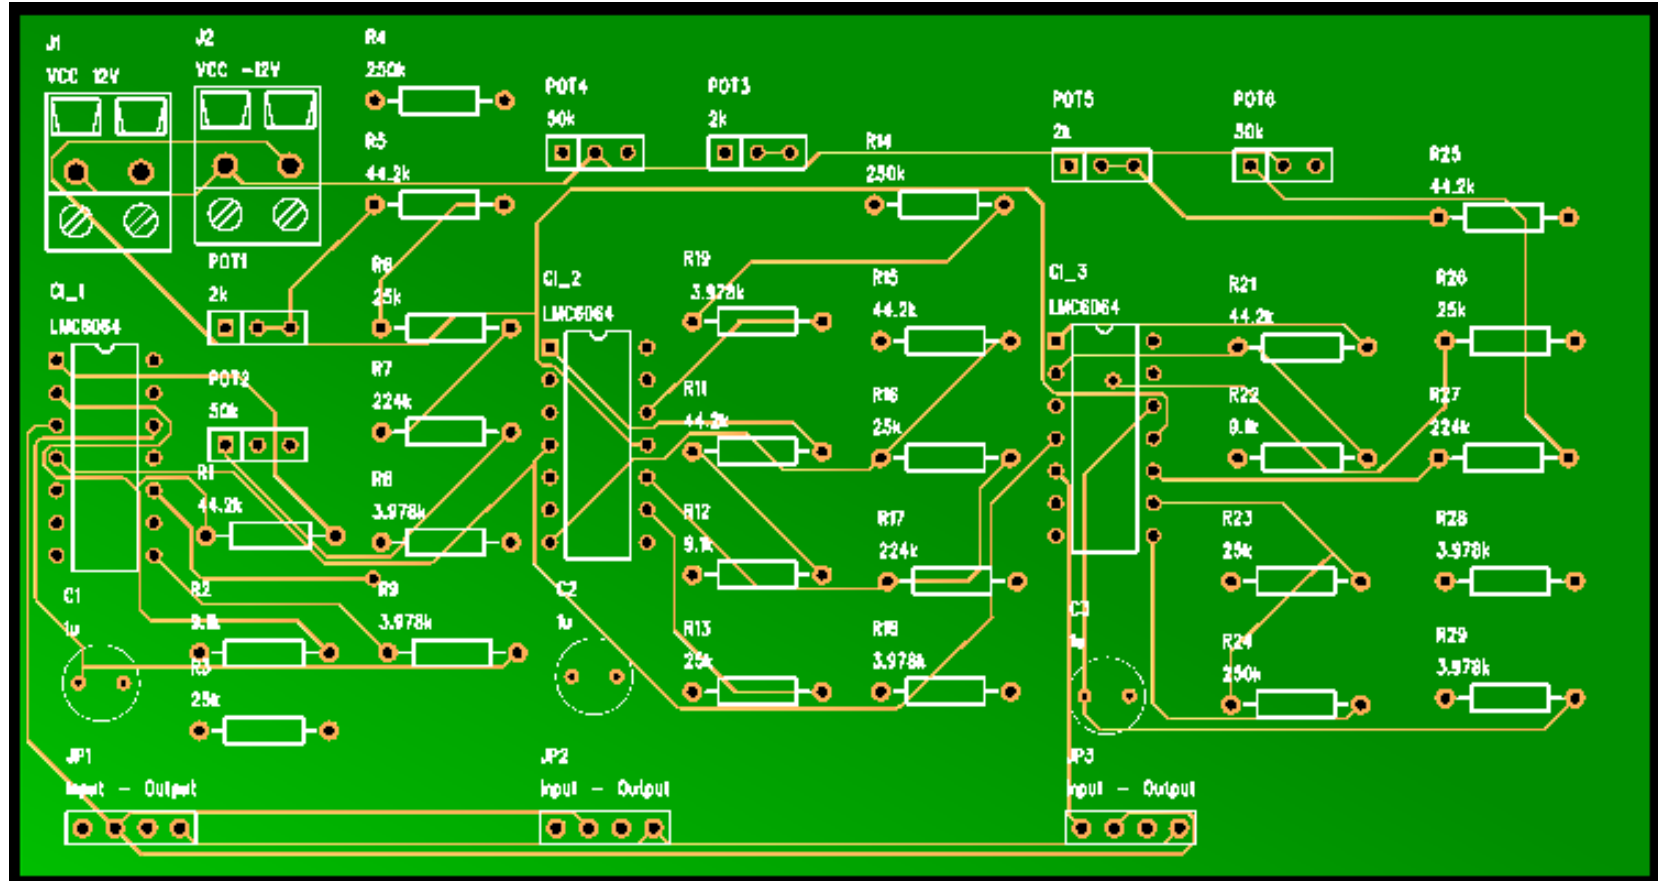 J1
VCC 12V
J2
VCC -12V
R4
250k
R5
44.2k
POT4
50k
POT3
2k
R14
250k
POT5
2k
POT6
50k
R25
44.2k
POT1
2k
R6
25k
CI_1
LMC6064
CI_2
LMC6064
R19
3.978k
R15
44.2k
CI_3
LMC6064
R21
44.2k
R26
25k
POT2
50k
R7
224k
R11
44.2k
R16
25k
R22
9.1k
R27
224k
R1
44.2k
R8
3.978k
R12
9.1k
R17
224k
R23
25k
R28
3.978k
C1
1u
R2
9.1k
R9
3.978k
C2
1u
R13
25k
R18
3.978k
C3
1u
R24
250k
R29
3.978k
R3
25k
JP1
Input - Output
JP2
Input - Output
JP3
Input - Output